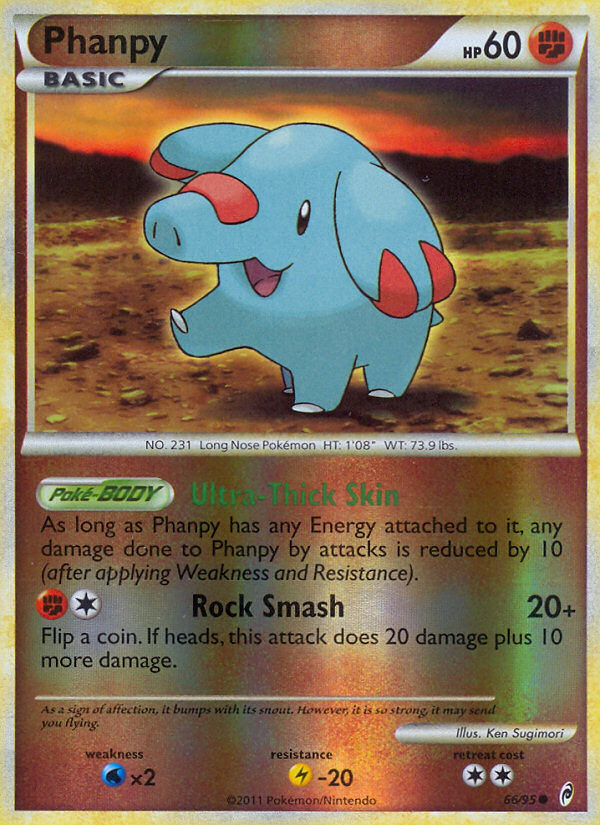 Phanpy HP 60
BASIC
NO. 231 Long Nose Pokémon HT: 1'08" WT: 73.9 lbs.
Poké-BODY Ultra-Thick Skin
As long as Phanpy has any Energy attached to it, any
damage done to Phanpy by attacks is reduced by 10
(after applying Weakness and Resistance).
Rock Smash 20+
Flip a coin. If heads, this attack does 20 damage plus 10
more damage.
As a sign of affection, it bumps with its snout. However, it is so strong, it may send
you flying.
Illus. Ken Sugimori
weakness resistance retreat cost
×2 -20
©2011 Pokémon/Nintendo 66/95